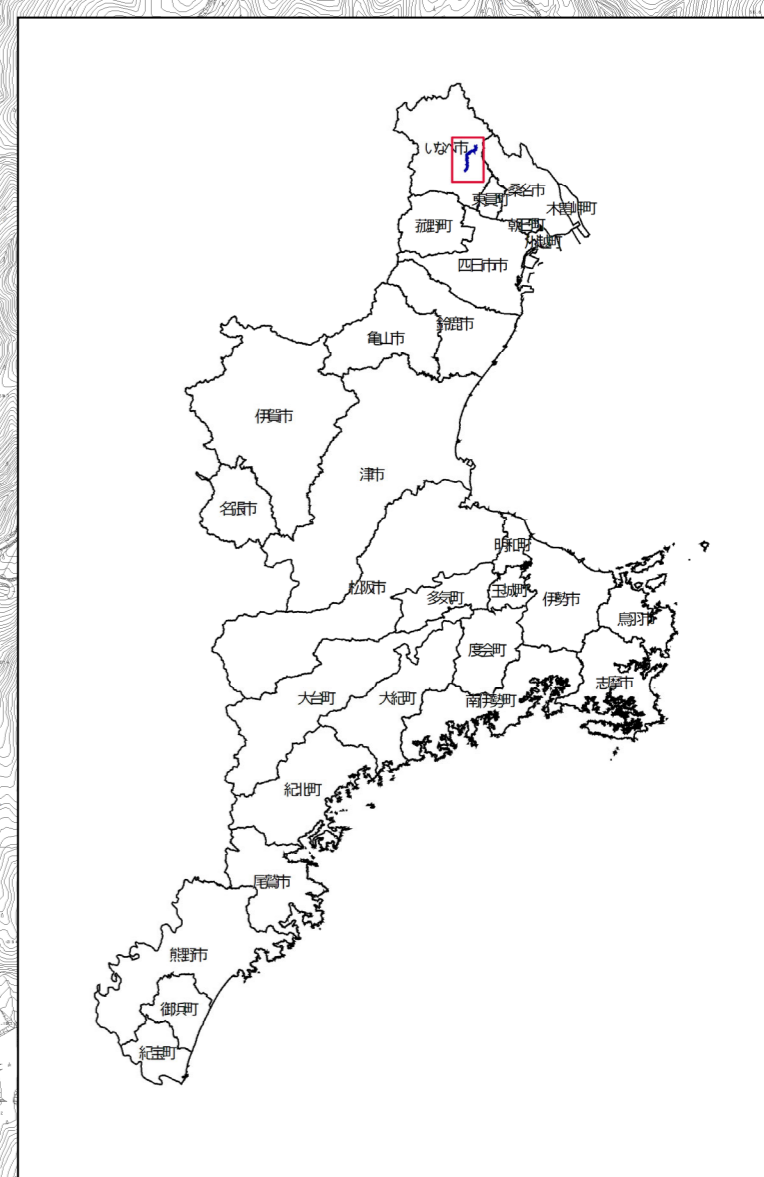 いなべ市
桑名市
東員町
木曽岬町
菰野町
朝日町
川越町
四日市市
鈴鹿市
亀山市
伊賀市
津市
名張市
明和町
松阪市
多気町
玉城町
伊勢市
鳥羽市
度会町
志摩市
大台町
大紀町
南伊勢町
紀北町
尾鷲市
熊野市
御浜町
紀宝町